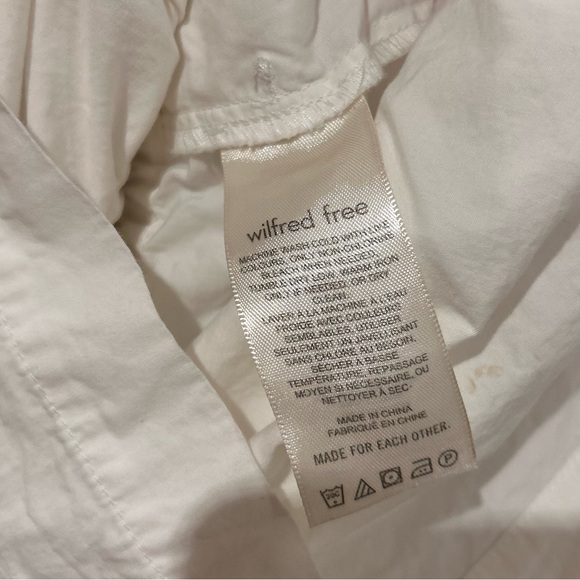 wilfred free
MACHINE WASH COLD WITH LIKE
COLOURS, ONLY NON-CHLORINE
BLEACH WHEN NEEDED,
TUMBLE DRY LOW, WARM IRON
ONLY IF NEEDED, OR DRY
CLEAN.
LAVER À LA MACHINE À L'EAU
FROIDE AVEC COULEURS
SEMBLABLES, UTILISER
SEULEMENT UN JAVELLISANT
SANS CHLORE AU BESOIN,
SÉCHER À BASSE
TEMPÉRATURE, REPASSAGE
MOYEN SI NÉCESSAIRE, OU
NETTOYER À SEC.
MADE IN CHINA
FABRIQUÉ EN CHINE
MADE FOR EACH OTHER.
P